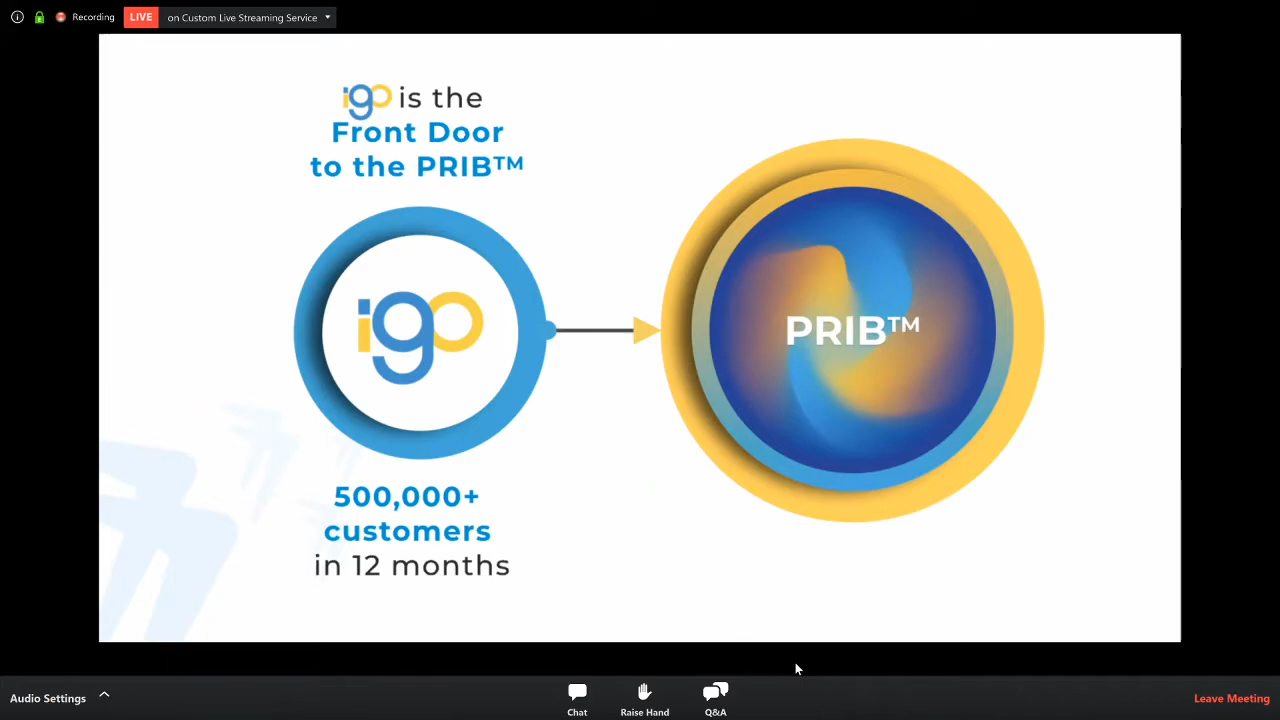 Recording
LIVE
on Custom Live Streaming Service
igo is the
Front Door
to the PRIB™
igo
PRIB™
500,000+
customers
in 12 months
Audio Settings
Chat
Raise Hand
Q&A
Leave Meeting